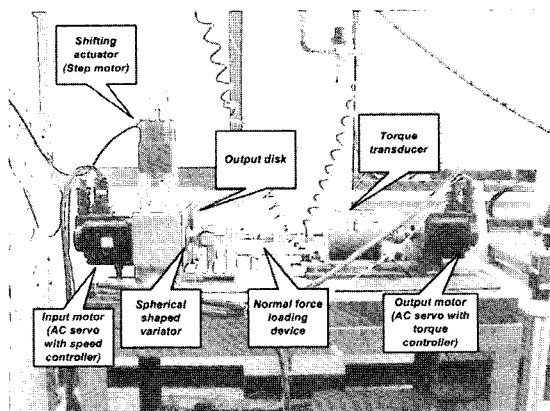 Shifting
actuator
(Step motor)
Output disk
Torque
transducer
Input motor
(AC servo
with speed
controller)
Spherical
shaped
variator
Normal force
loading
device
Output motor
(AC servo with
torque
controller)